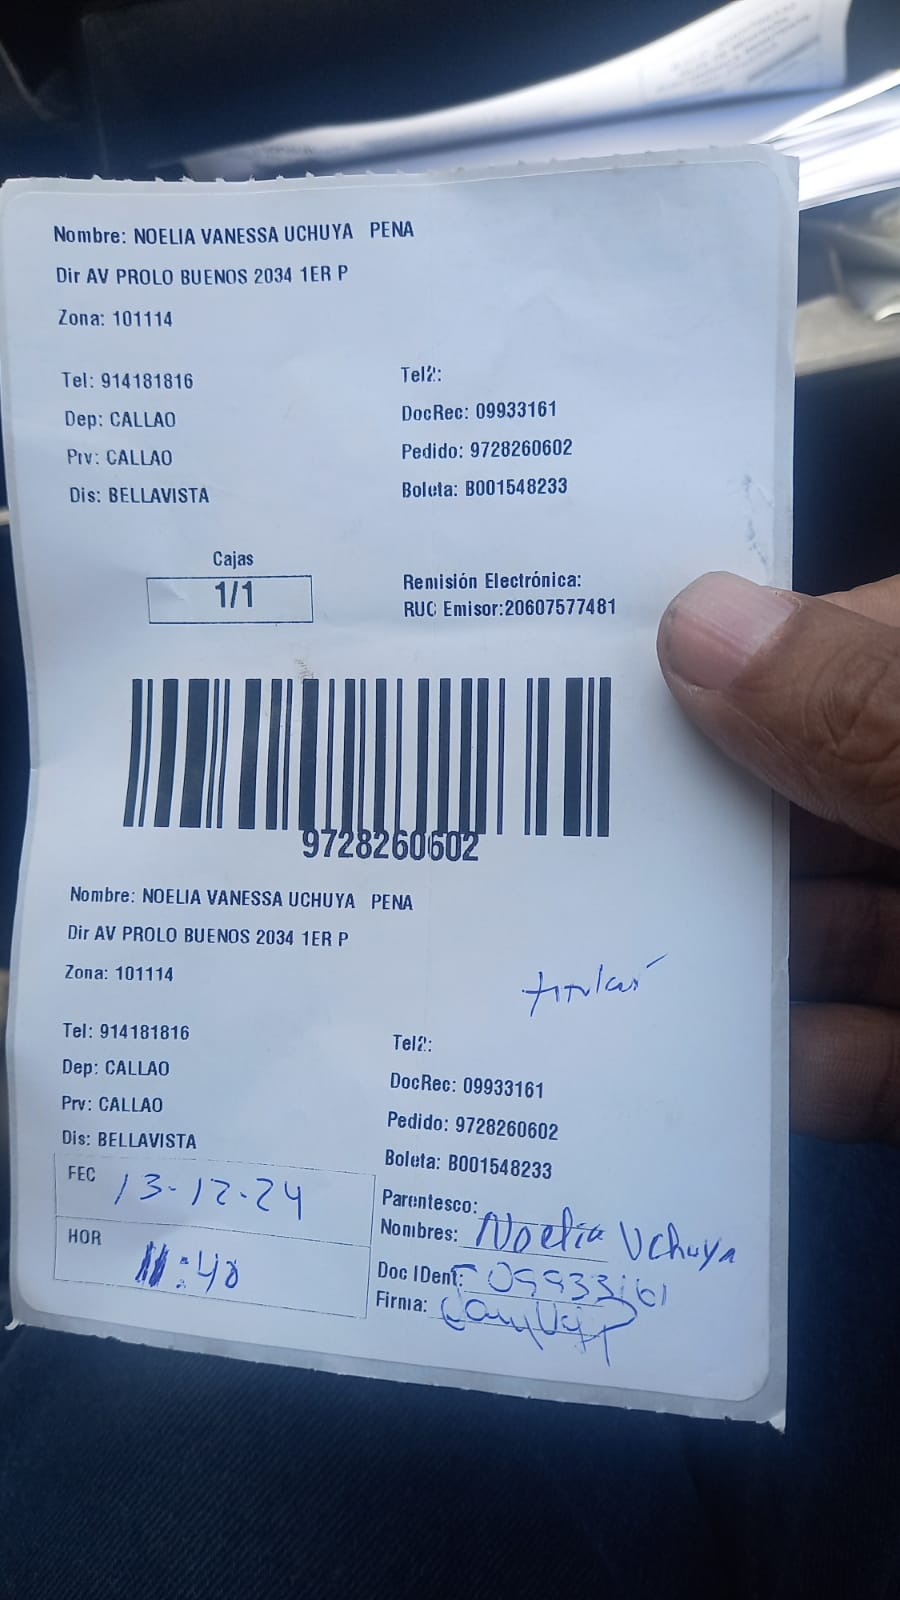 Nombre: NOELIA VANESSA UCHUYA PENA
Dir AV PROLO BUENOS 2034 1ER P
Zona: 101114
Tel: 914181816
Tel2:
Dep: CALLAO
DocRec: 09933161
Prv: CALLAO
Pedido: 9728260602
Dis: BELLAVISTA
Boleta: B001548233
Cajas
1/1
Remisión Electrónica:
RUC Emisor:20607577481
9728260602
Nombre: NOELIA VANESSA UCHUYA PENA
Dir AV PROLO BUENOS 2034 1ER P
Zona: 101114
titular
Tel: 914181816
Tel2:
Dep: CALLAO
DocRec: 09933161
Prv: CALLAO
Pedido: 9728260602
Dis: BELLAVISTA
Boleta: B001548233
FEC 13-12-24
Parentesco:
Nombres: Noelia Uchuya
HOR 11:40
Doc IDent: 09933161
Firma: